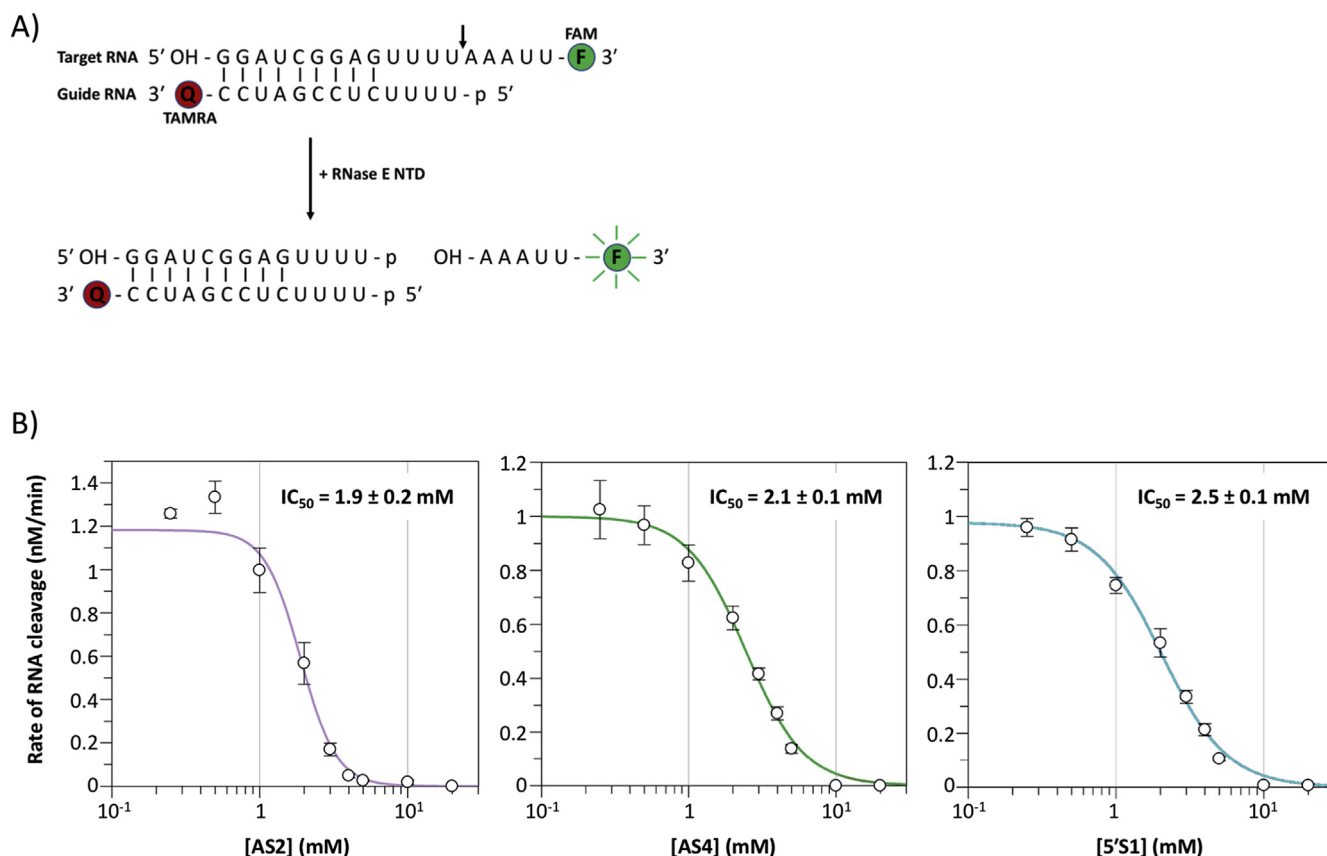 A)
FAM
Target RNA 5′ OH - G G A U C G G A G U U U U A A A U U - F 3′
Guide RNA 3′ Q - C C U A G C C U C U U U U - p 5′
TAMRA
+ RNase E NTD
5′ OH - G G A U C G G A G U U U U - p OH - A A A U U - F 3′
3′ Q - C C U A G C C U C U U U U - p 5′
B)
Rate of RNA cleavage (nM/min)
1.4
1.2
1
0.8
0.6
0.4
0.2
0
IC50 = 1.9 ± 0.2 mM
10-1 1 101
[AS2] (mM)
1.2
1
0.8
0.6
0.4
0.2
0
IC50 = 2.1 ± 0.1 mM
10-1 1 101
[AS4] (mM)
1.2
1
0.8
0.6
0.4
0.2
0
IC50 = 2.5 ± 0.1 mM
10-1 1 101
[5′S1] (mM)